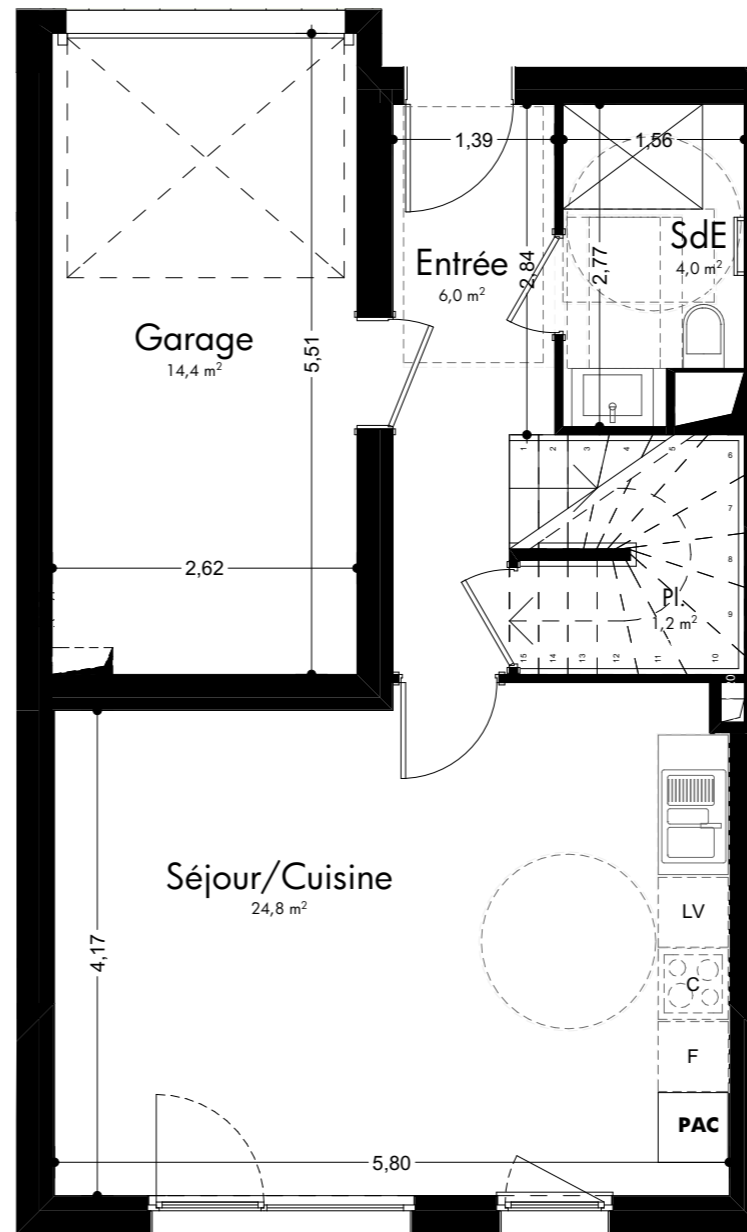 1,39
1,56
Entrée
6,0 m²
2,84
2,77
SdE
4,0 m²
Garage
14,4 m²
5,51
2,62
1 2 3 4 5 6
7
8
9
Pl.
1,2 m²
15 14 13 12 11 10
20
Séjour/Cuisine
24,8 m²
4,17
LV
C
F
PAC
5,80